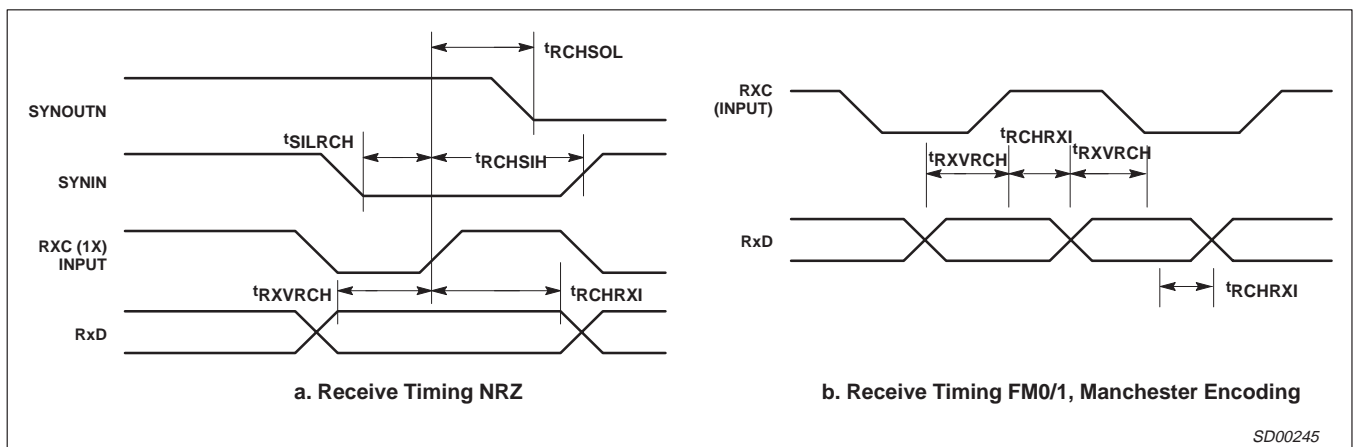 tRCHSOL
SYNOUTN
tSILRCH
tRCHSIH
SYNIN
RXC (1X)
INPUT
tRXVRCH
tRCHRXI
RxD
a. Receive Timing NRZ
RXC
(INPUT)
tRCHRXI
tRXVRCH
tRXVRCH
RxD
tRCHRXI
b. Receive Timing FM0/1, Manchester Encoding
SD00245